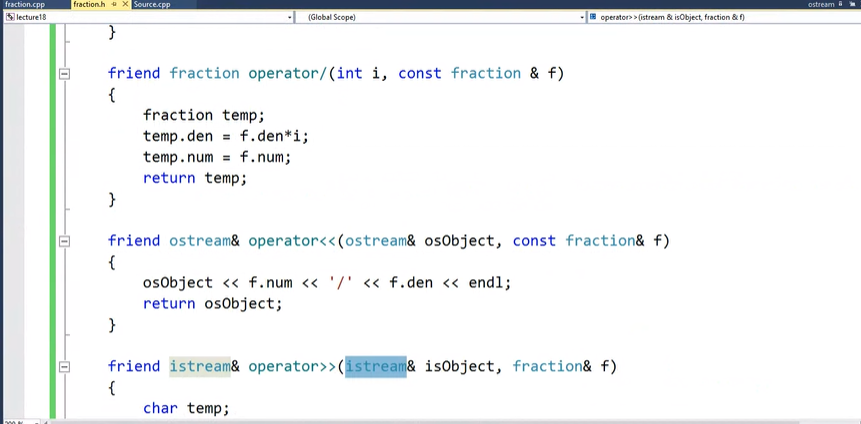 fraction.cpp fraction.h Source.cpp ostream
lecture18 (Global Scope) operator>>(istream & isObject, fraction & f)
}
friend fraction operator/(int i, const fraction & f)
{
fraction temp;
temp.den = f.den*i;
temp.num = f.num;
return temp;
}
friend ostream& operator<<(ostream& osObject, const fraction& f)
{
osObject << f.num << '/' << f.den << endl;
return osObject;
}
friend istream& operator>>(istream& isObject, fraction& f)
{
char temp;